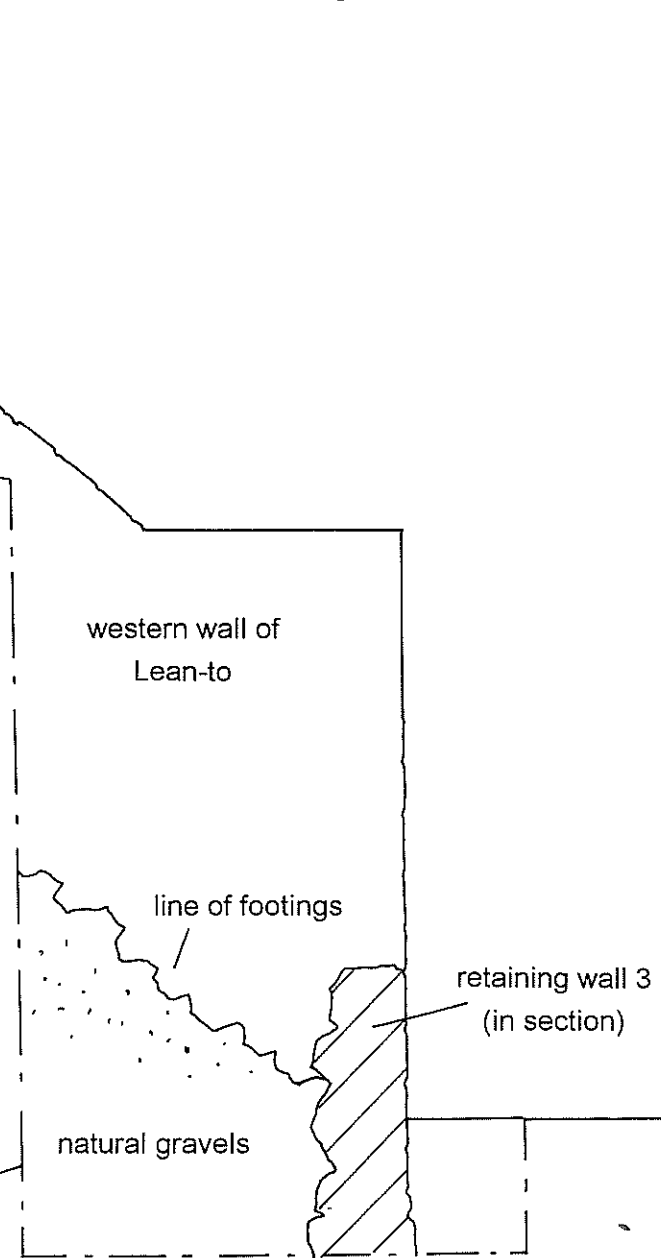 western wall of
Lean-to
line of footings
retaining wall 3
(in section)
natural gravels